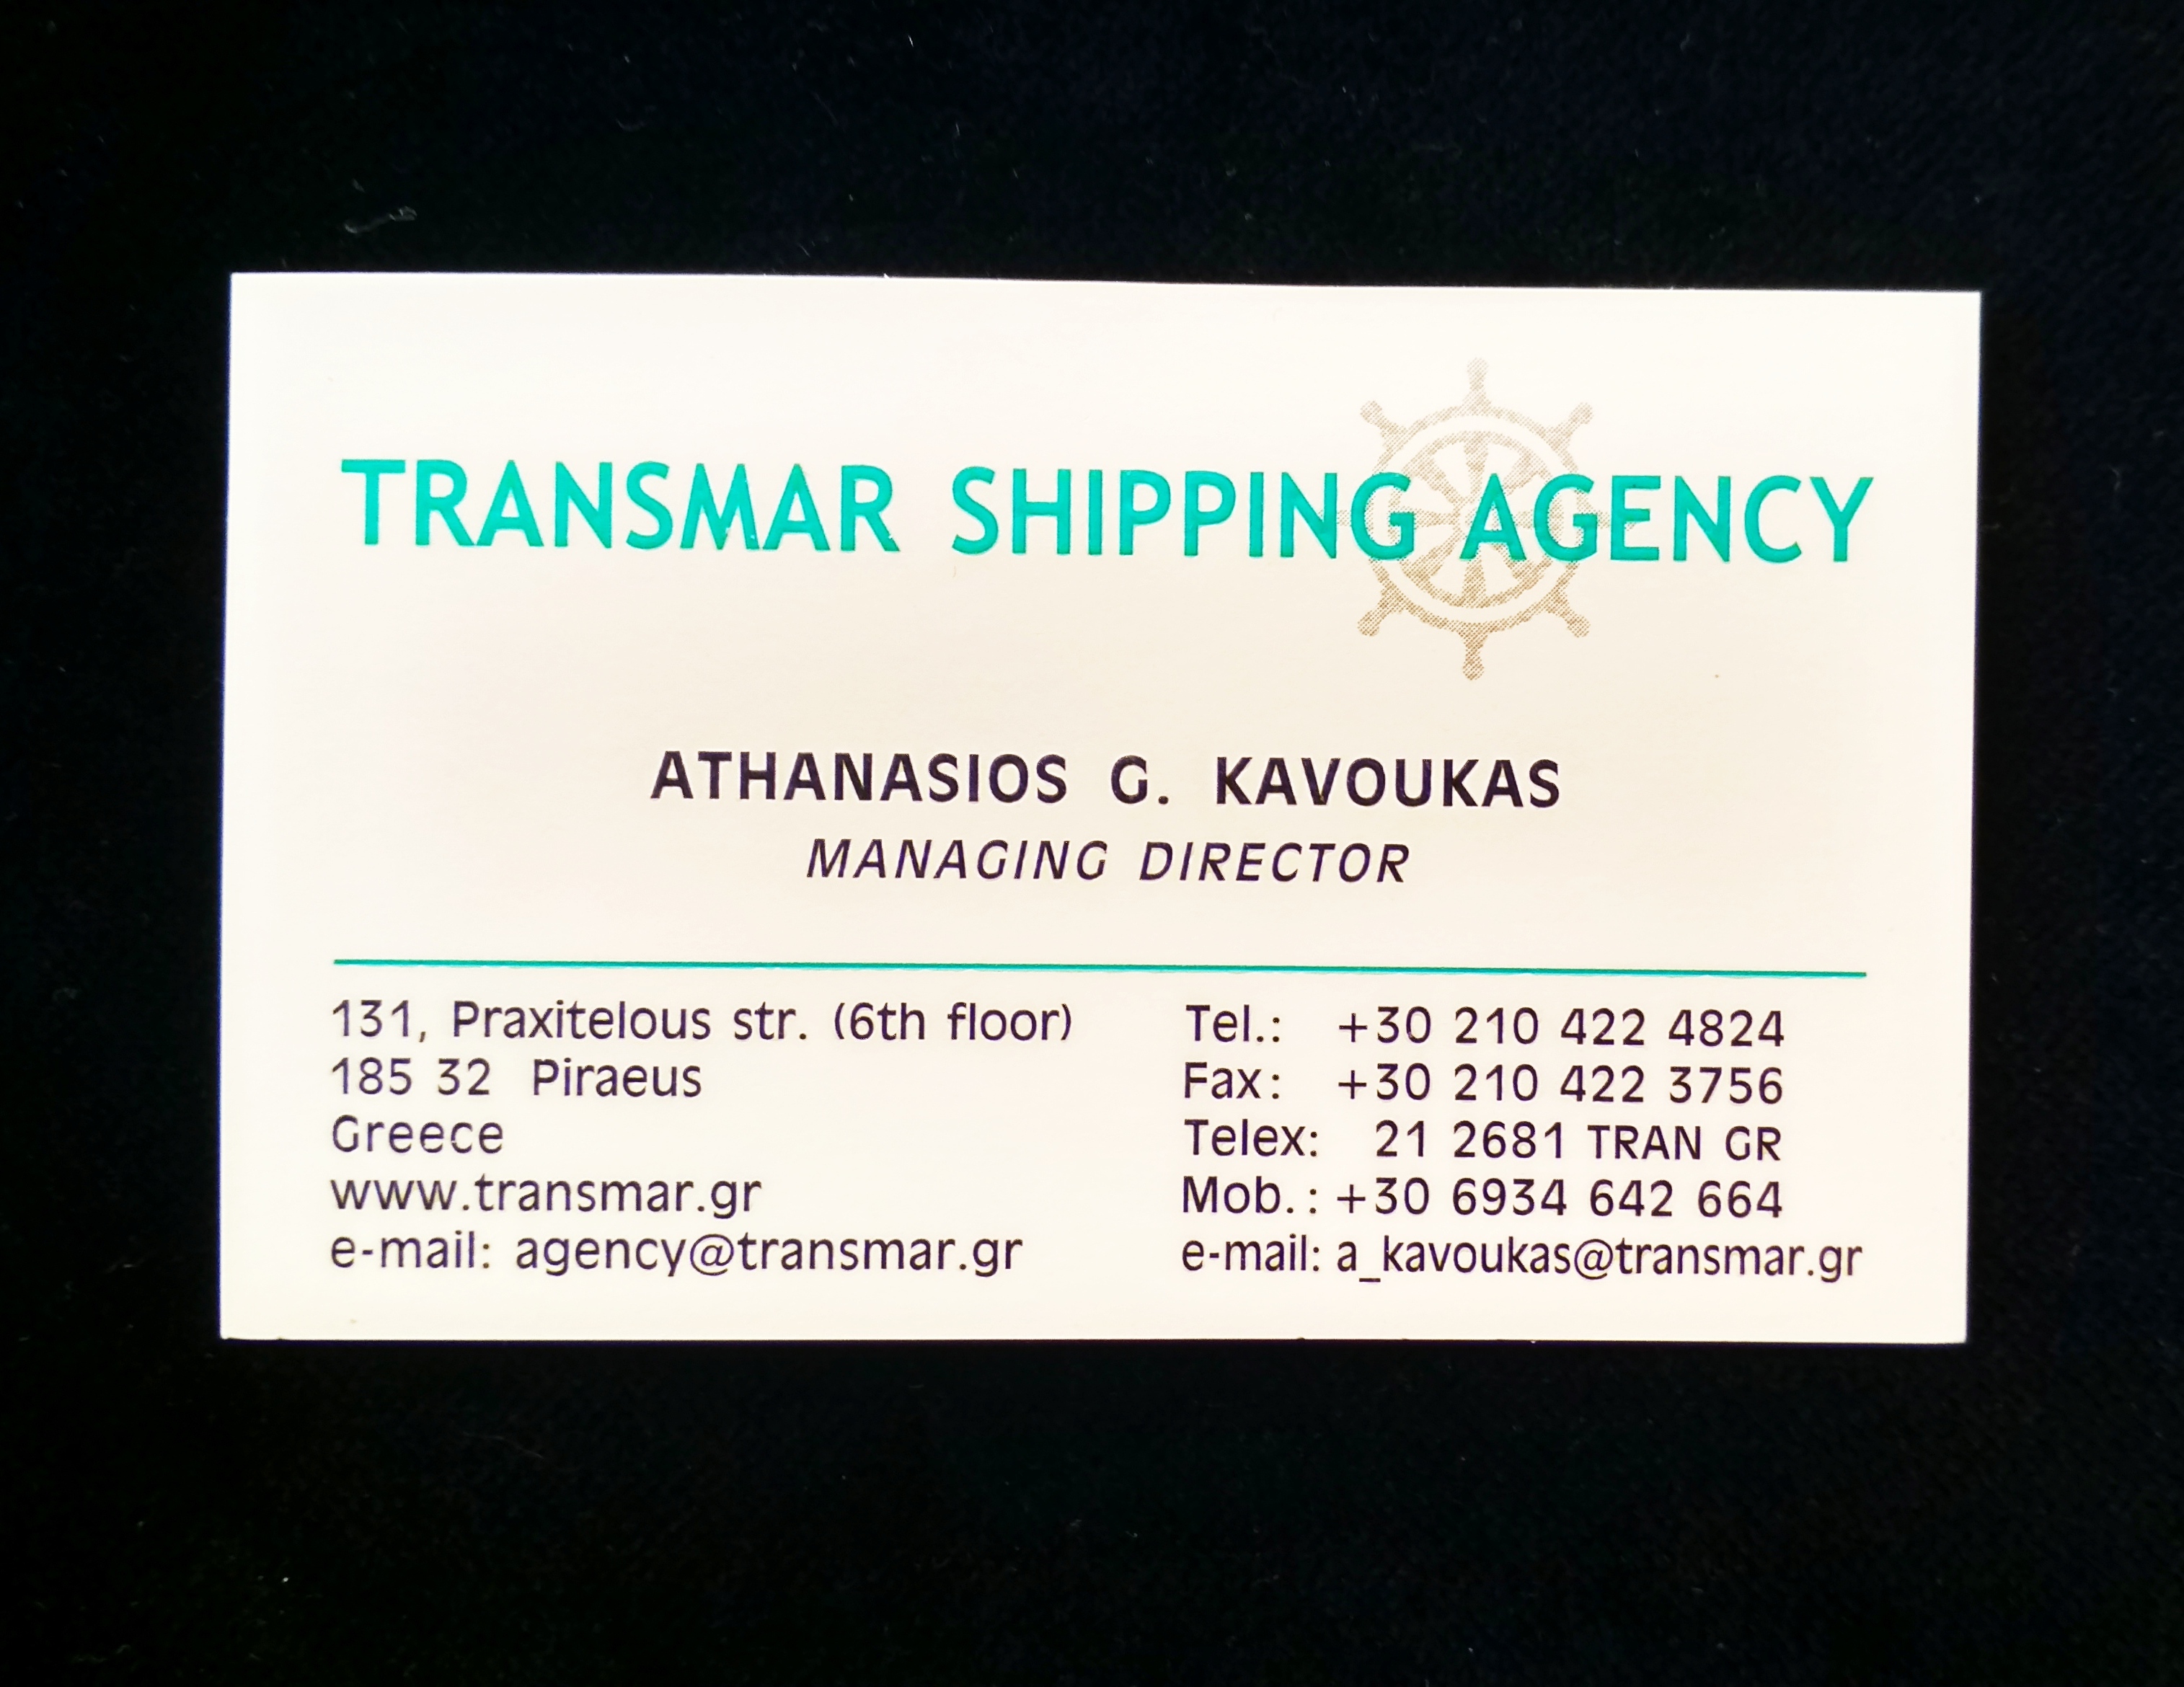 TRANSMAR SHIPPING AGENCY
ATHANASIOS G. KAVOUKAS
MANAGING DIRECTOR
131, Praxitelous str. (6th floor)
185 32 Piraeus
Greece
www.transmar.gr
e-mail: agency@transmar.gr
Tel.: +30 210 422 4824
Fax: +30 210 422 3756
Telex: 21 2681 TRAN GR
Mob.: +30 6934 642 664
e-mail: a_kavoukas@transmar.gr